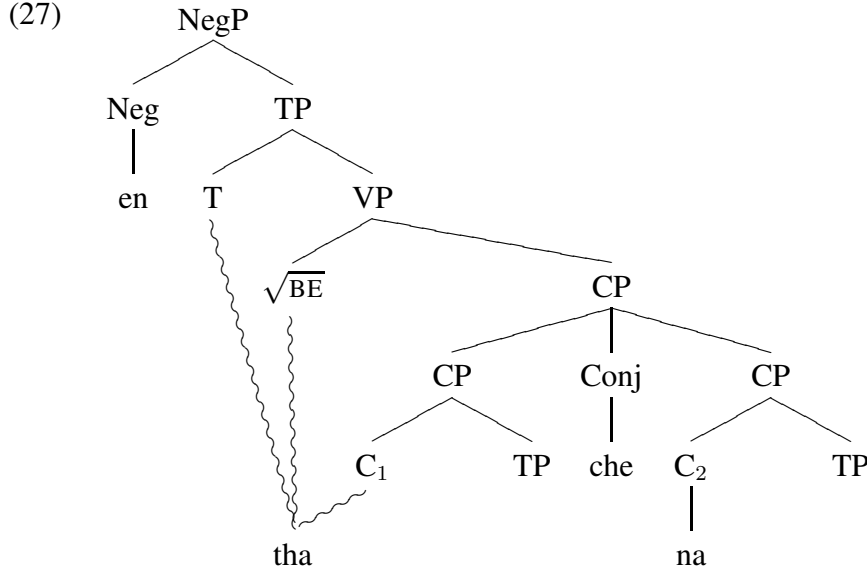 (27) NegP
Neg TP
en T VP
√BE CP
CP Conj CP
C₁ TP che C₂ TP
tha na